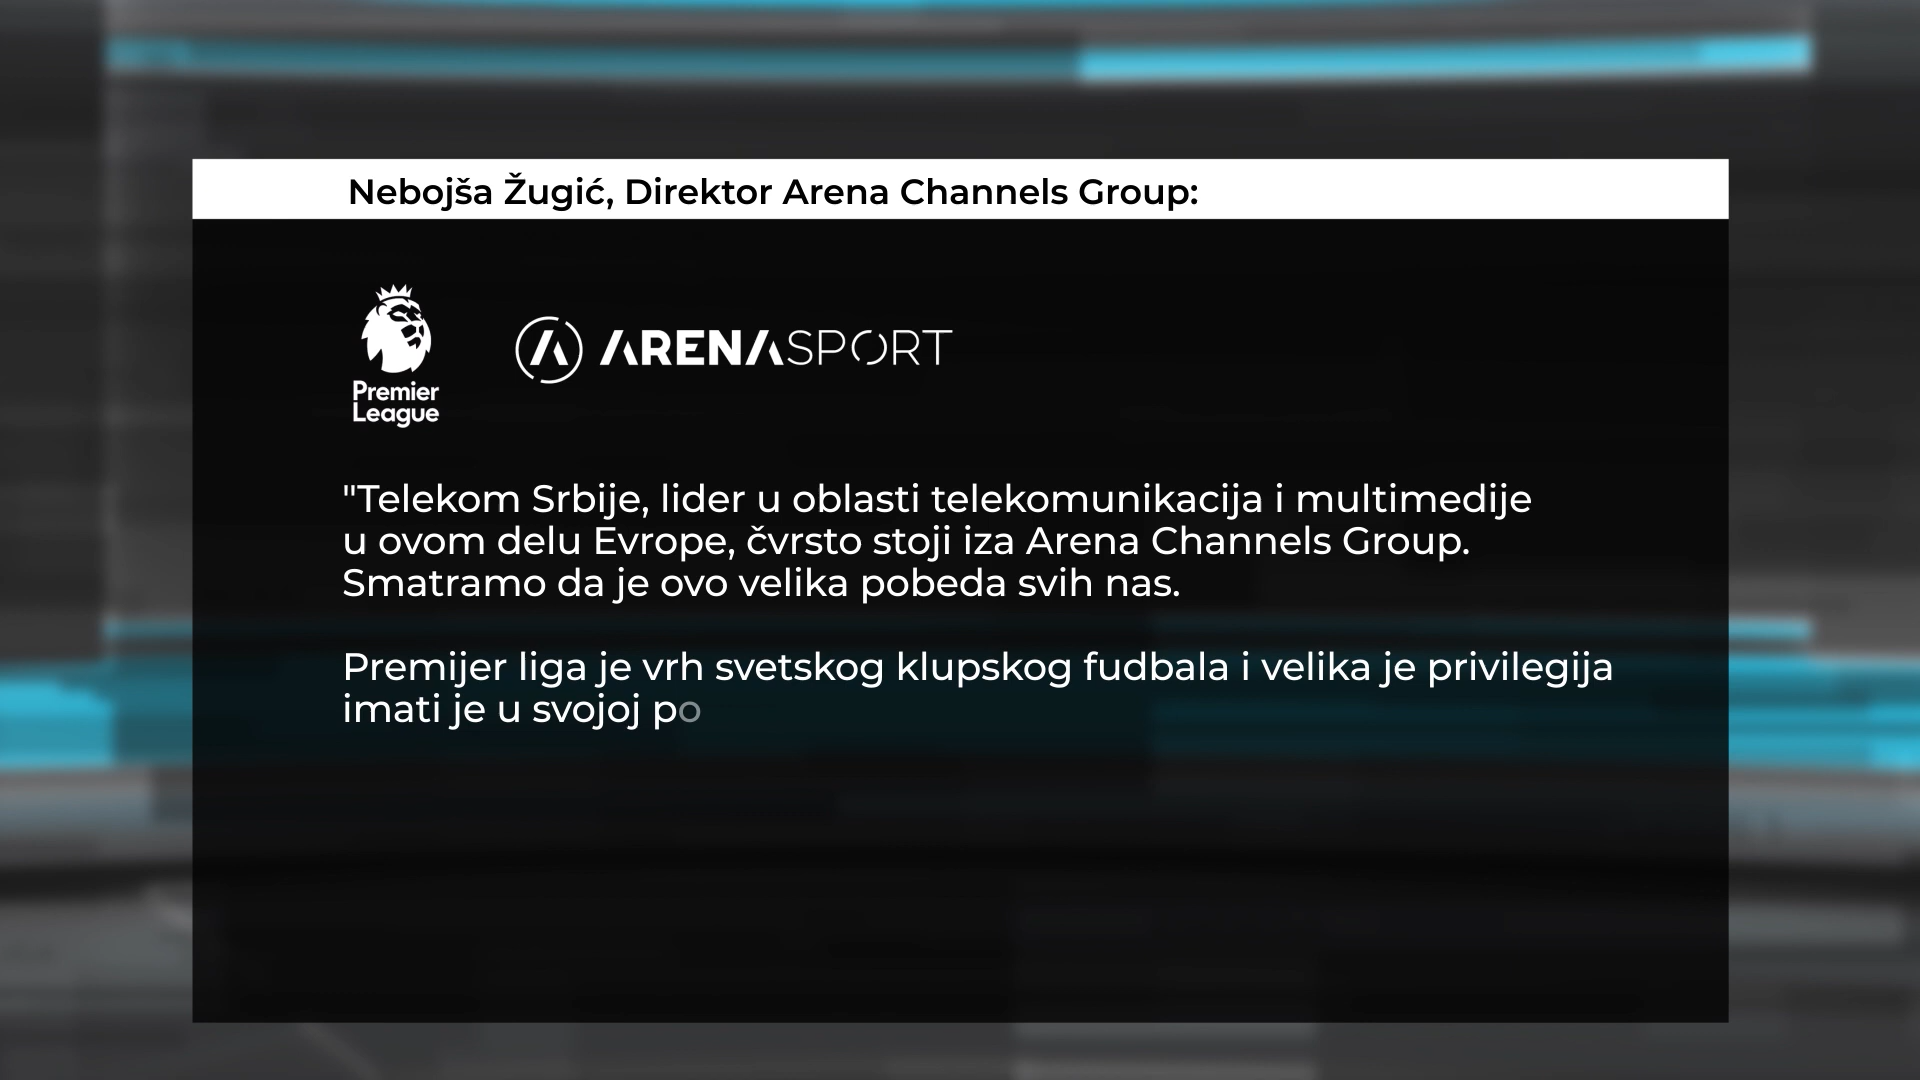 Nebojša Žugić, Direktor Arena Channels Group:
Premier
League
ARENASPORT
"Telekom Srbije, lider u oblasti telekomunikacija i multimedije
u ovom delu Evrope, čvrsto stoji iza Arena Channels Group.
Smatramo da je ovo velika pobeda svih nas.
Premijer liga je vrh svetskog klupskog fudbala i velika je privilegija
imati je u svojoj po